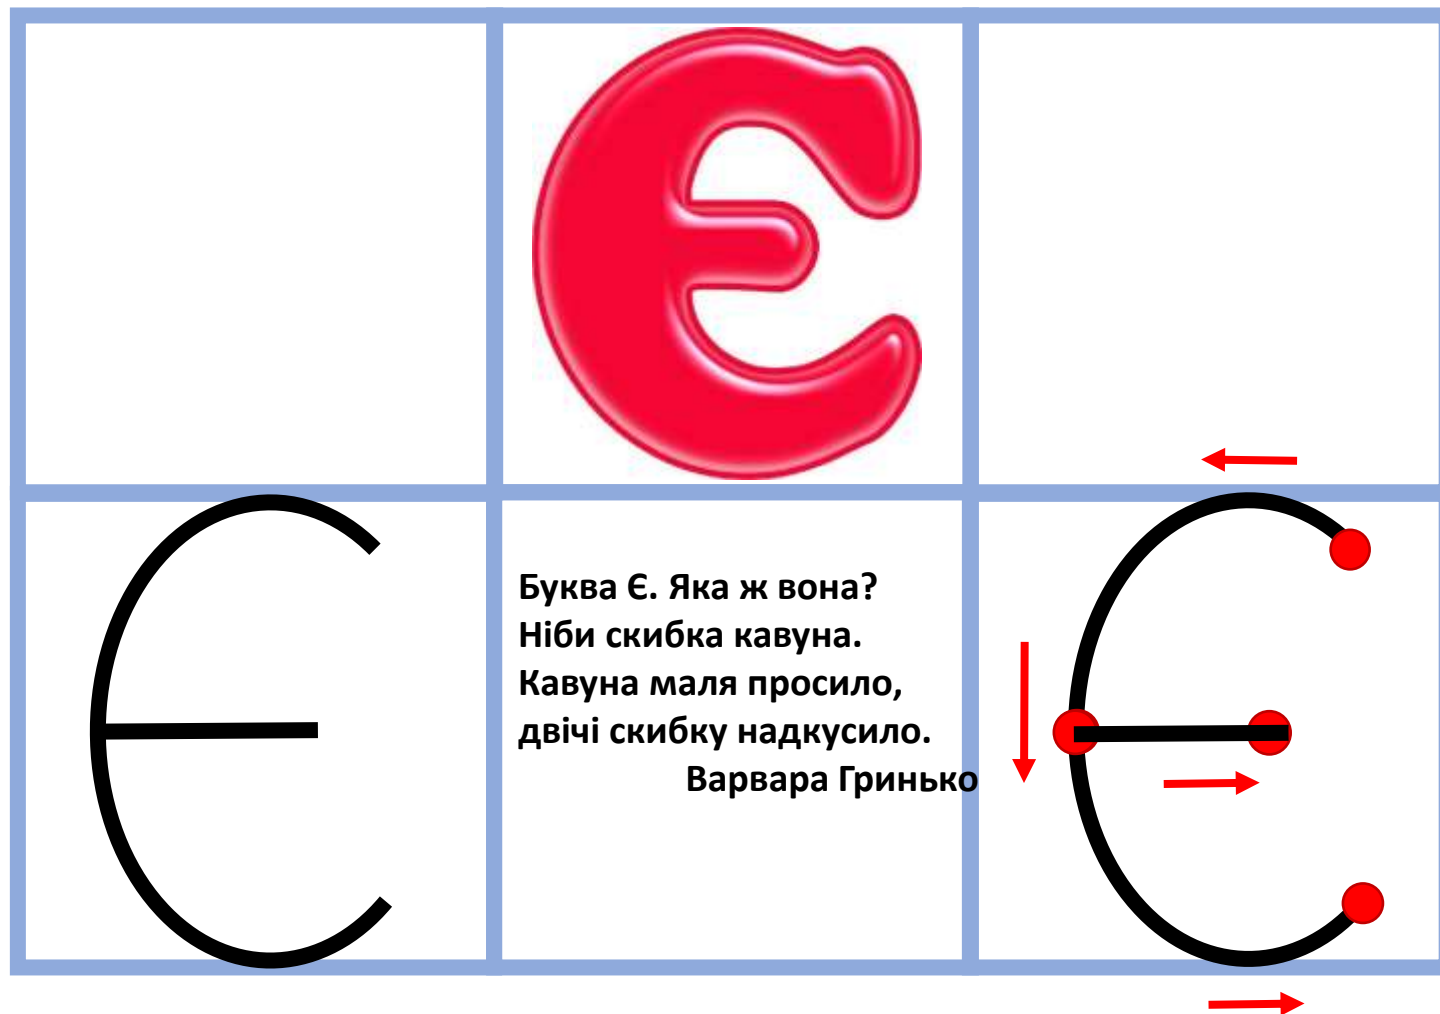 Є
Буква Є. Яка ж вона?
Ніби скибка кавуна.
Кавуна маля просило,
двічі скибку надкусило.
Варвара Гринько
Є
Є